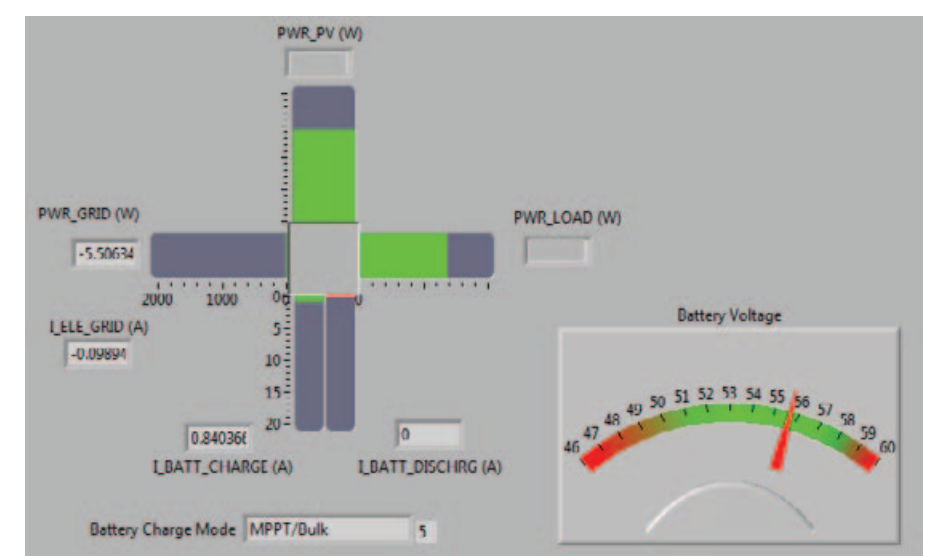 PWR_PV (W)
PWR_GRID (W)
-5.50634
PWR_LOAD (W)
2000 1000 0 0
I_ELE_GRID (A)
-0.09894
5
10
15
20
0.840366
0
I_BATT_CHARGE (A)
I_BATT_DISCHRG (A)
Battery Charge Mode MPPT/Bulk 5
Battery Voltage
46 47 48 49 50 51 52 53 54 55 56 57 58 59 60